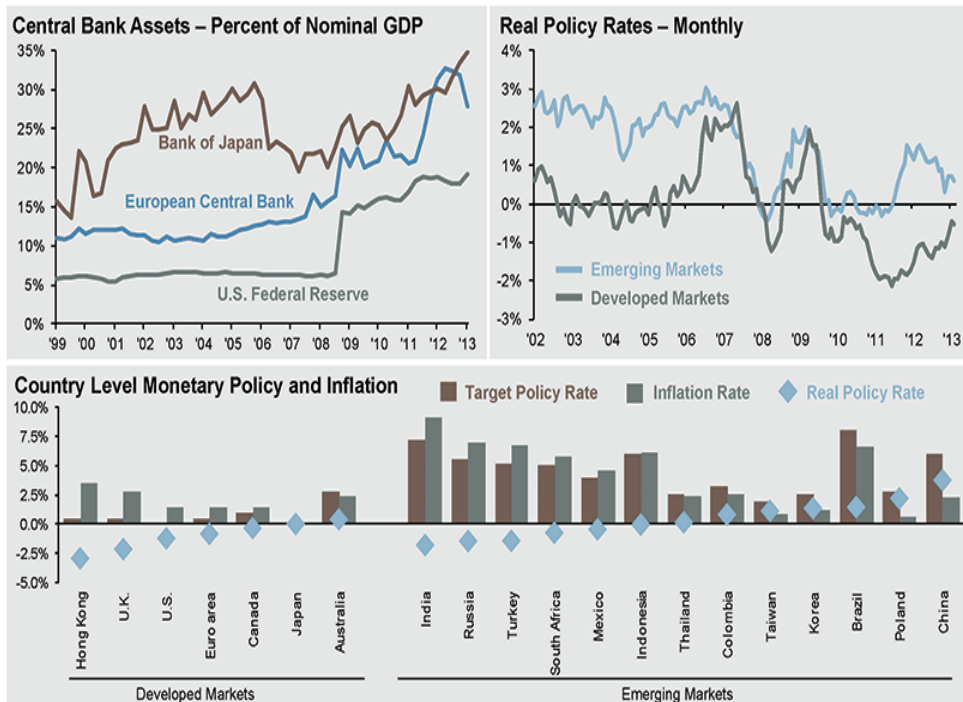 Central Bank Assets – Percent of Nominal GDP
35%
30%
25%
20%
15%
10%
5%
0%
Bank of Japan
European Central Bank
U.S. Federal Reserve
'99 '00 '01 '02 '03 '04 '05 '06 '07 '08 '09 '10 '11 '12 '13
Real Policy Rates – Monthly
4%
3%
2%
1%
0%
-1%
-2%
-3%
Emerging Markets
Developed Markets
'02 '03 '04 '05 '06 '07 '08 '09 '10 '11 '12 '13
Country Level Monetary Policy and Inflation
Target Policy Rate Inflation Rate Real Policy Rate
10.0%
7.5%
5.0%
2.5%
0.0%
-2.5%
-5.0%
Hong Kong
U.K.
U.S.
Euro area
Canada
Japan
Australia
India
Russia
Turkey
South Africa
Mexico
Indonesia
Thailand
Colombia
Taiwan
Korea
Brazil
Poland
China
Developed Markets
Emerging Markets